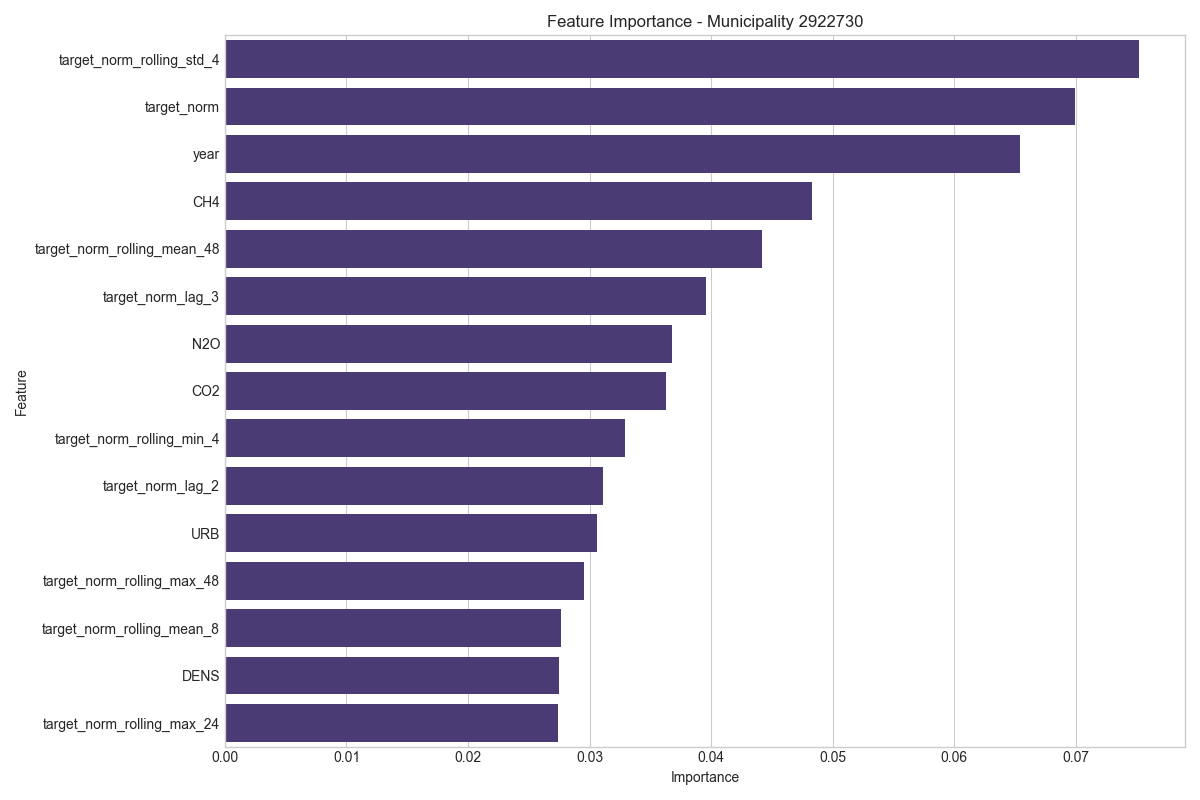 Feature Importance - Municipality 2922730
target_norm_rolling_std_4
target_norm
year
CH4
target_norm_rolling_mean_48
target_norm_lag_3
N2O
CO2
target_norm_rolling_min_4
target_norm_lag_2
URB
target_norm_rolling_max_48
target_norm_rolling_mean_8
DENS
target_norm_rolling_max_24
Feature
0.00 0.01 0.02 0.03 0.04 0.05 0.06 0.07
Importance